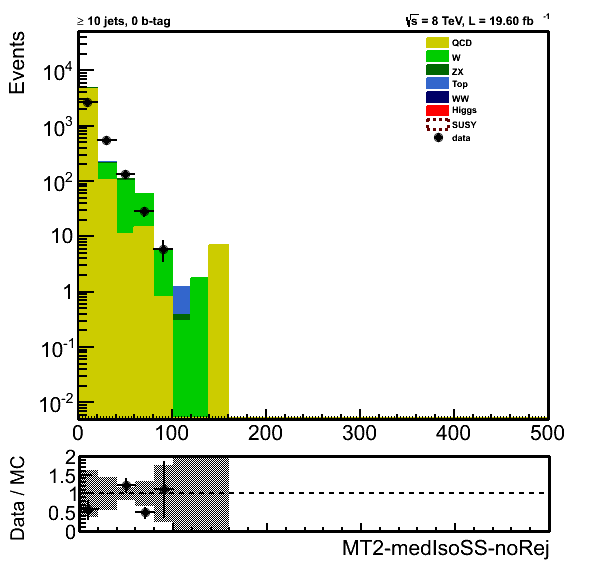 ≥ 10 jets, 0 b-tag
√s = 8 TeV, L = 19.60 fb⁻¹
Events
QCD
W
ZX
Top
WW
Higgs
SUSY
data
10⁴
10³
10²
10
1
10⁻¹
10⁻²
0 100 200 300 400 500
Data / MC
2
1.5
1
0.5
0
MT2-medIsoSS-noRej